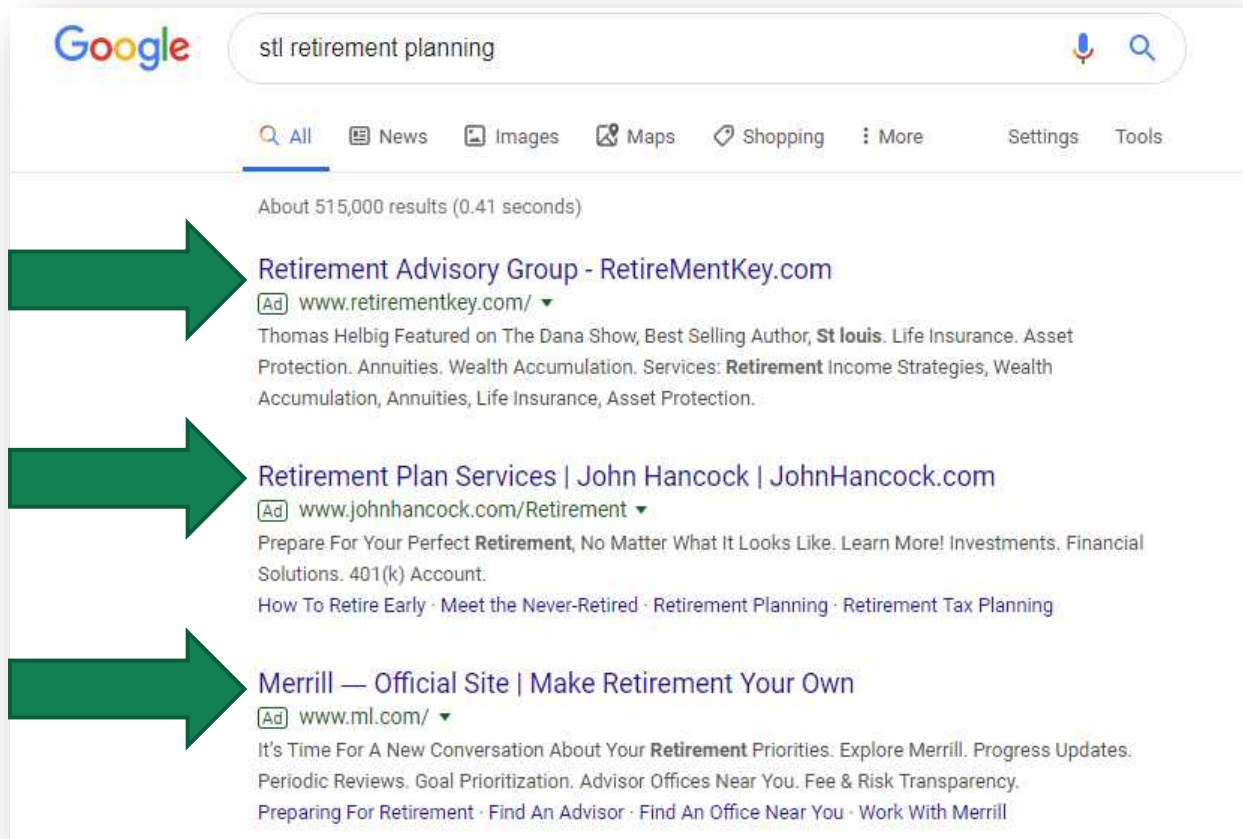 Google
stl retirement planning
All News Images Maps Shopping More Settings Tools
About 515,000 results (0.41 seconds)
Retirement Advisory Group - RetireMentKey.com
Ad www.retirementkey.com/
Thomas Helbig Featured on The Dana Show, Best Selling Author, St louis. Life Insurance. Asset
Protection. Annuities. Wealth Accumulation. Services: Retirement Income Strategies, Wealth
Accumulation, Annuities, Life Insurance, Asset Protection.
Retirement Plan Services | John Hancock | JohnHancock.com
Ad www.johnhancock.com/Retirement
Prepare For Your Perfect Retirement, No Matter What It Looks Like. Learn More! Investments. Financial
Solutions. 401(k) Account.
How To Retire Early · Meet the Never-Retired · Retirement Planning · Retirement Tax Planning
Merrill — Official Site | Make Retirement Your Own
Ad www.ml.com/
It's Time For A New Conversation About Your Retirement Priorities. Explore Merrill. Progress Updates.
Periodic Reviews. Goal Prioritization. Advisor Offices Near You. Fee & Risk Transparency.
Preparing For Retirement · Find An Advisor · Find An Office Near You · Work With Merrill